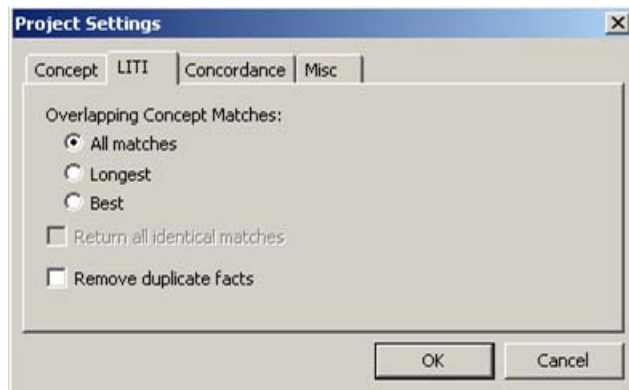 Project Settings
Concept LITI Concordance Misc
Overlapping Concept Matches:
All matches
Longest
Best
Return all identical matches
Remove duplicate facts
OK Cancel